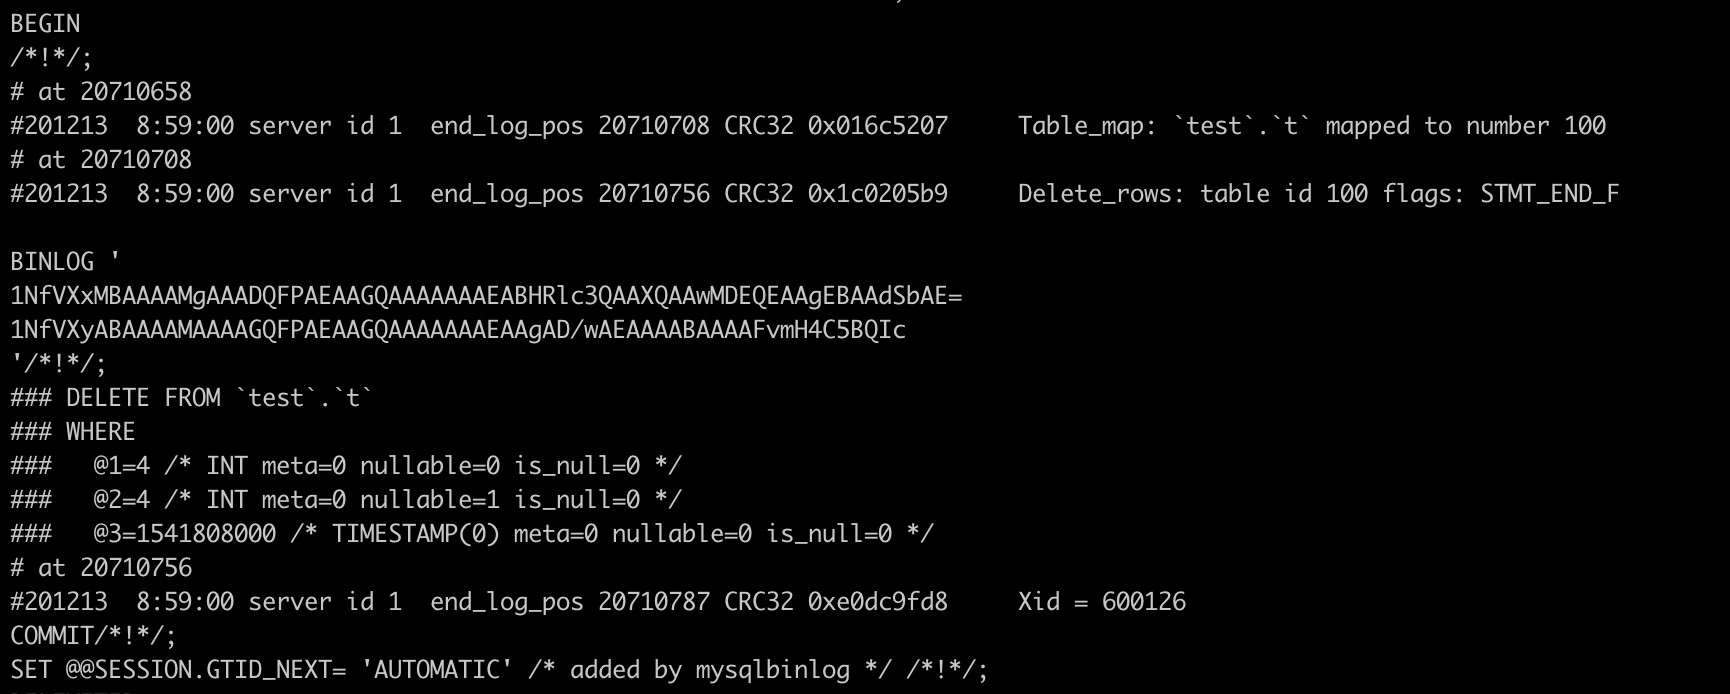 BEGIN
/*!*/;
# at 20710658
#201213  8:59:00 server id 1  end_log_pos 20710708 CRC32 0x016c5207     Table_map: `test`.`t` mapped to number 100
# at 20710708
#201213  8:59:00 server id 1  end_log_pos 20710756 CRC32 0x1c0205b9     Delete_rows: table id 100 flags: STMT_END_F
BINLOG '
1NfVXxMBAAAAMgAAADQFPAEAAGQAAAAAAAEABHRlc3QAAXQAAwMDEQEAAgEBAAdSbAE=
1NfVXyABAAAAMAAAAGQFPAEAAGQAAAAAAAEAAgAD/wAEAAAABAAAAFvmH4C5BQIc
'/*!*/;
### DELETE FROM `test`.`t`
### WHERE
###   @1=4 /* INT meta=0 nullable=0 is_null=0 */
###   @2=4 /* INT meta=0 nullable=1 is_null=0 */
###   @3=1541808000 /* TIMESTAMP(0) meta=0 nullable=0 is_null=0 */
# at 20710756
#201213  8:59:00 server id 1  end_log_pos 20710787 CRC32 0xe0dc9fd8     Xid = 600126
COMMIT/*!*/;
SET @@SESSION.GTID_NEXT= 'AUTOMATIC' /* added by mysqlbinlog */ /*!*/;